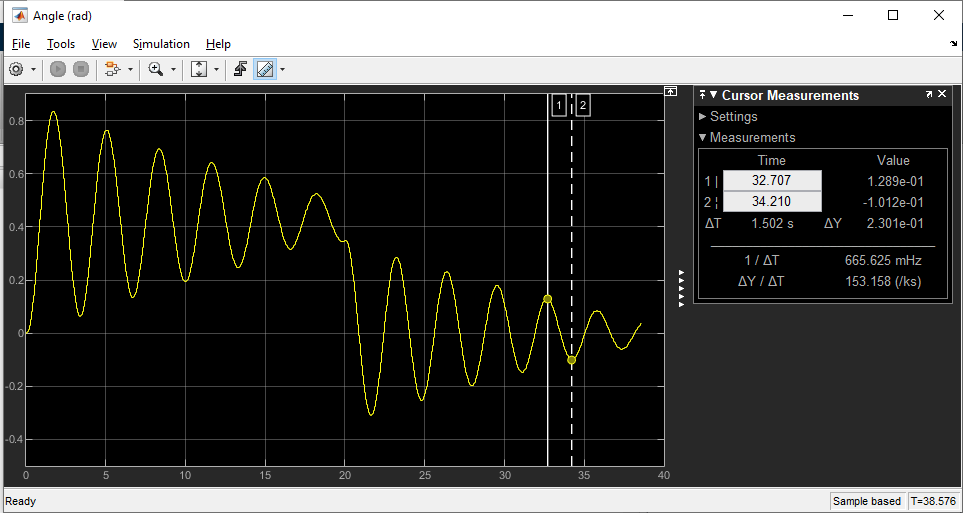 Angle (rad)
File Tools View Simulation Help
Cursor Measurements
Settings
Measurements
Time Value
1 | 32.707 1.289e-01
2 ¦ 34.210 -1.012e-01
ΔT 1.502 s ΔY 2.301e-01
1 / ΔT 665.625 mHz
ΔY / ΔT 153.158 (/ks)
1 2
0.8
0.6
0.4
0.2
0
-0.2
-0.4
0 5 10 15 20 25 30 35 40
Ready Sample based T=38.576